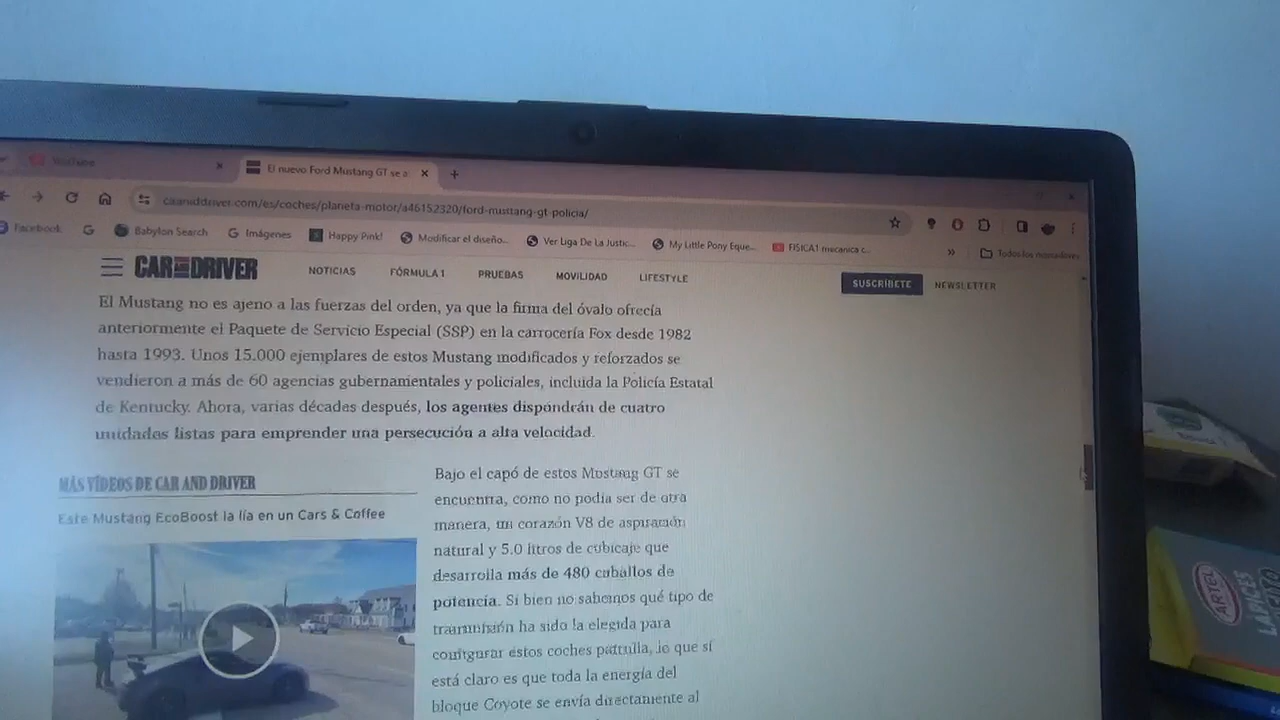 YouTube
El nuevo Ford Mustang GT se a
caranddriver.com/es/coches/planeta-motor/a46152320/ford-mustang-gt-policia/
Facebook
G
Babylon Search
Imágenes
Happy Pink!
Modificar el diseño...
Ver Liga De La Justic...
My Little Pony Eque...
FISICA1 mecanica c...
»
Todos los marcadores
CAR AND DRIVER
NOTICIAS
FÓRMULA 1
PRUEBAS
MOVILIDAD
LIFESTYLE
SUSCRÍBETE
NEWSLETTER
El Mustang no es ajeno a las fuerzas del orden, ya que la firma del óvalo ofrecía
anteriormente el Paquete de Servicio Especial (SSP) en la carrocería Fox desde 1982
hasta 1993. Unos 15.000 ejemplares de estos Mustang modificados y reforzados se
vendieron a más de 60 agencias gubernamentales y policiales, incluida la Policía Estatal
de Kentucky. Ahora, varias décadas después, los agentes dispondrán de cuatro
unidades listas para emprender una persecución a alta velocidad.
MÁS VÍDEOS DE CAR AND DRIVER
Este Mustang EcoBoost la lía en un Cars & Coffee
Bajo el capó de estos Mustang GT se
encuentra, como no podía ser de otra
manera, un corazón V8 de aspiración
natural y 5.0 litros de cubicaje que
desarrolla más de 480 caballos de
potencia. Si bien no sabemos qué tipo de
transmisión ha sido la elegida para
configurar estos coches patrulla, lo que sí
está claro es que toda la energía del
bloque Coyote se envía directamente al
ARTEL
LÁPICES